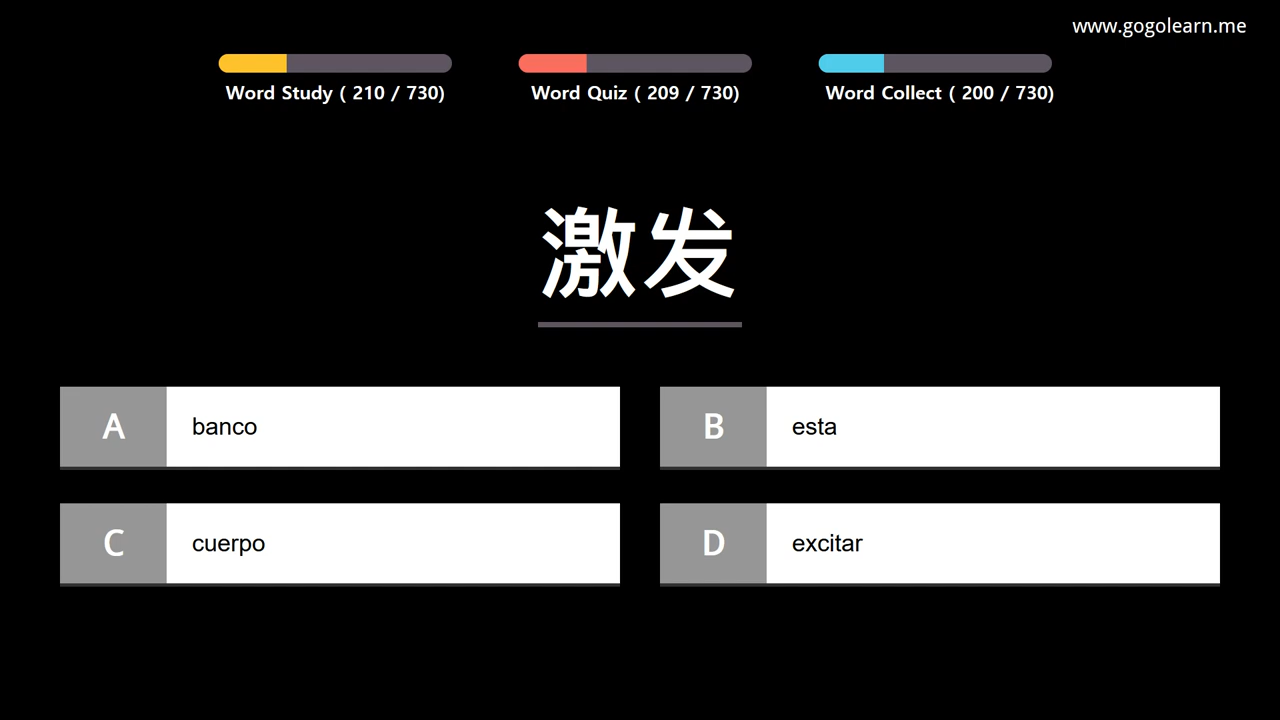 www.gogolearn.me
Word Study ( 210 / 730)
Word Quiz ( 209 / 730)
Word Collect ( 200 / 730)
激发
A banco
B esta
C cuerpo
D excitar